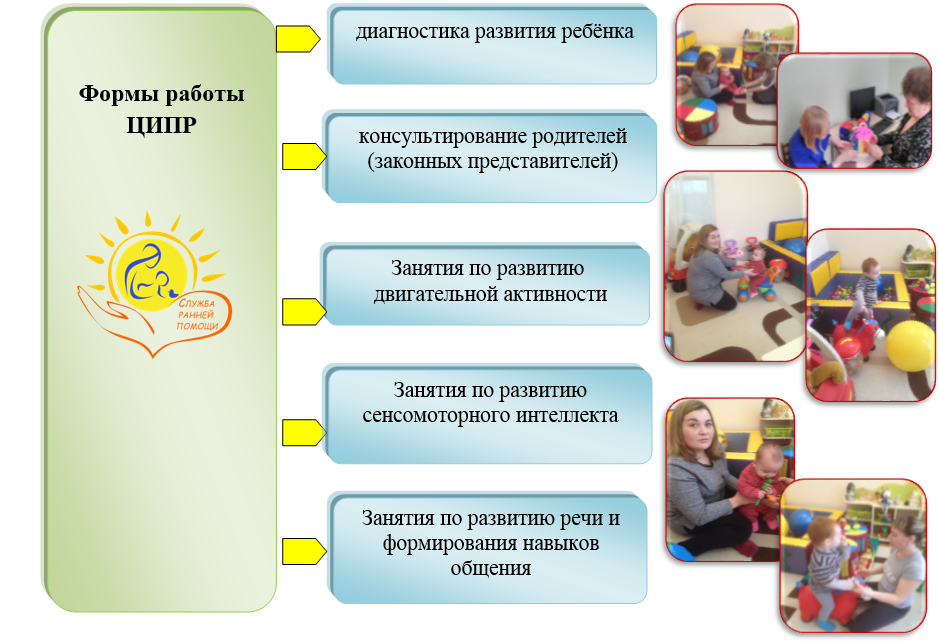 Формы работы
ЦИПР
Служба
ранней
помощи
диагностика развития ребёнка
консультирование родителей
(законных представителей)
Занятия по развитию
двигательной активности
Занятия по развитию
сенсомоторного интеллекта
Занятия по развитию речи и
формирования навыков
общения